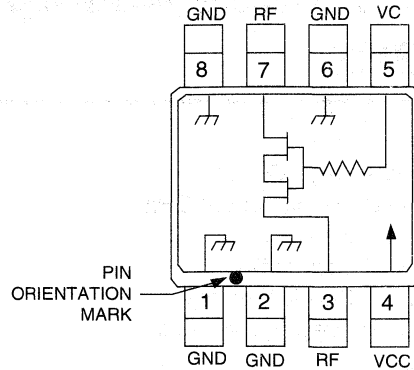 GND RF GND VC
8 7 6 5
PIN
ORIENTATION
MARK
1 2 3 4
GND GND RF VCC